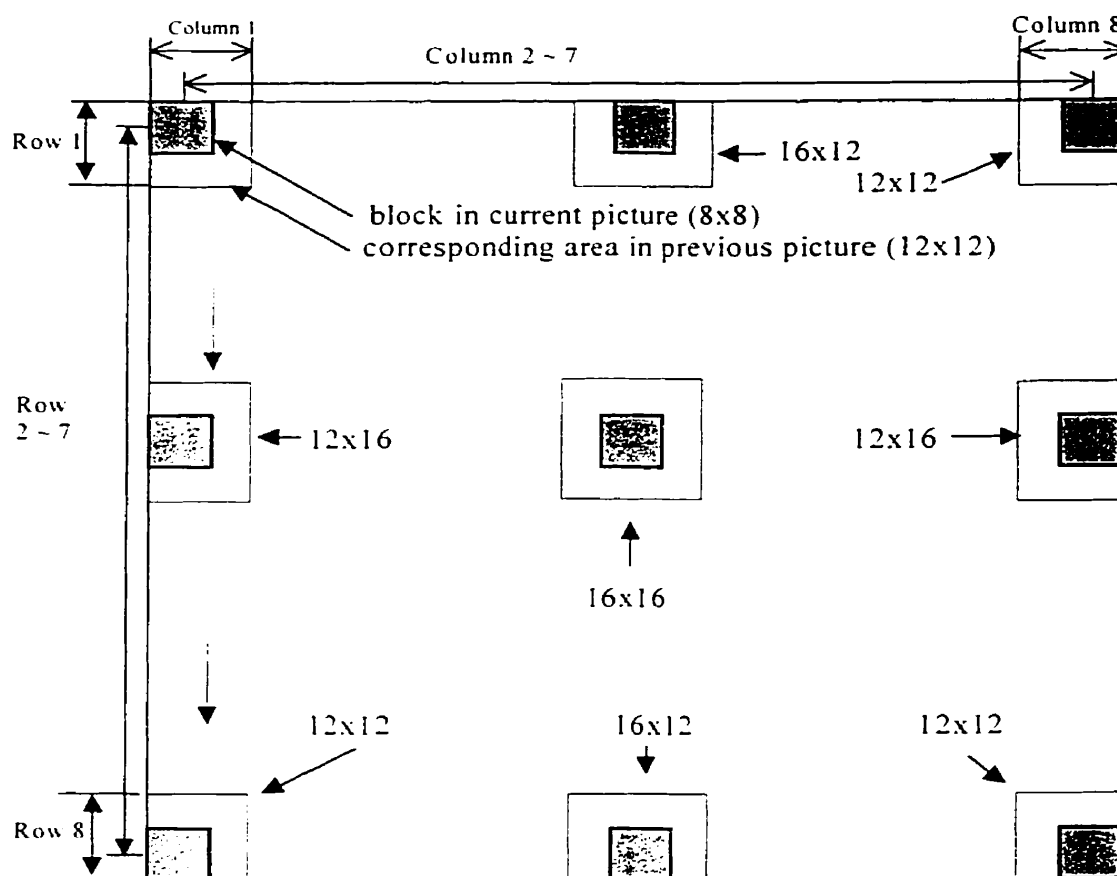 Column 1
Column 8
Column 2 ~ 7
Row 1
16x12
12x12
block in current picture (8x8)
corresponding area in previous picture (12x12)
Row
2 ~ 7
12x16
12x16
16x16
12x12
16x12
12x12
Row 8